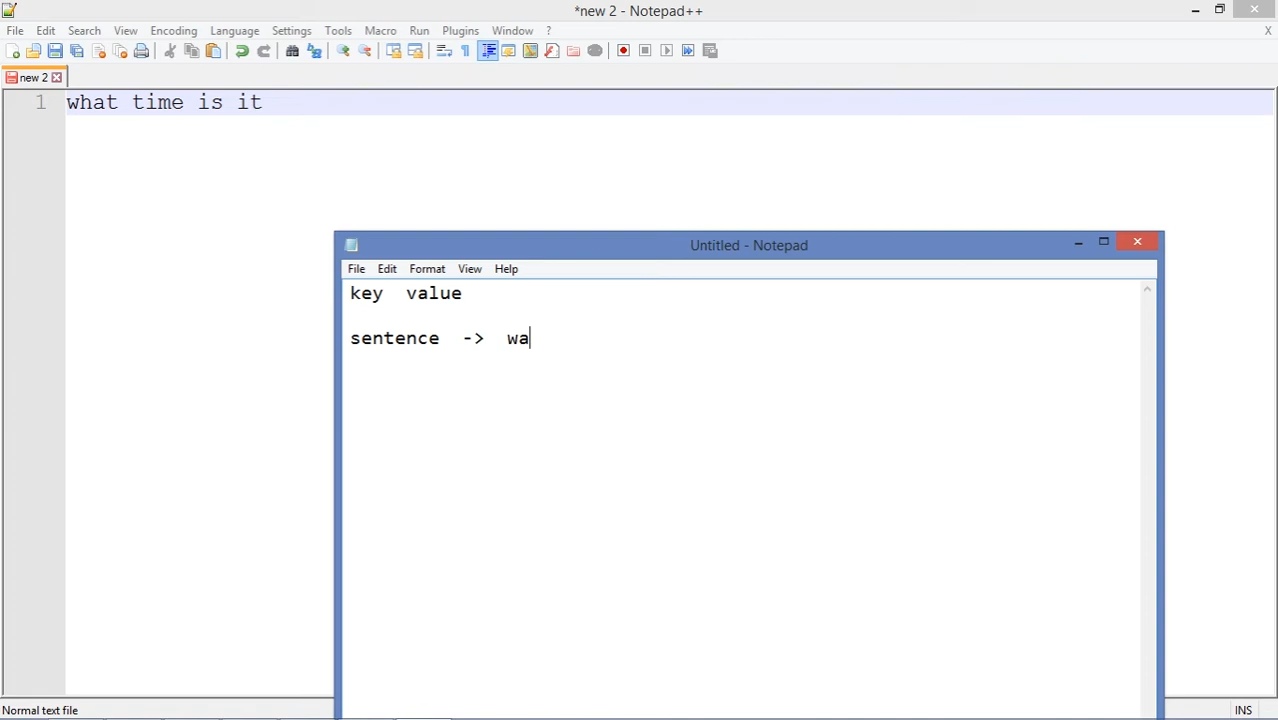 *new 2 - Notepad++
File Edit Search View Encoding Language Settings Tools Macro Run Plugins Window ? X
new 2
1 what time is it
Untitled - Notepad
File Edit Format View Help
key value
sentence -> wa
Normal text file INS